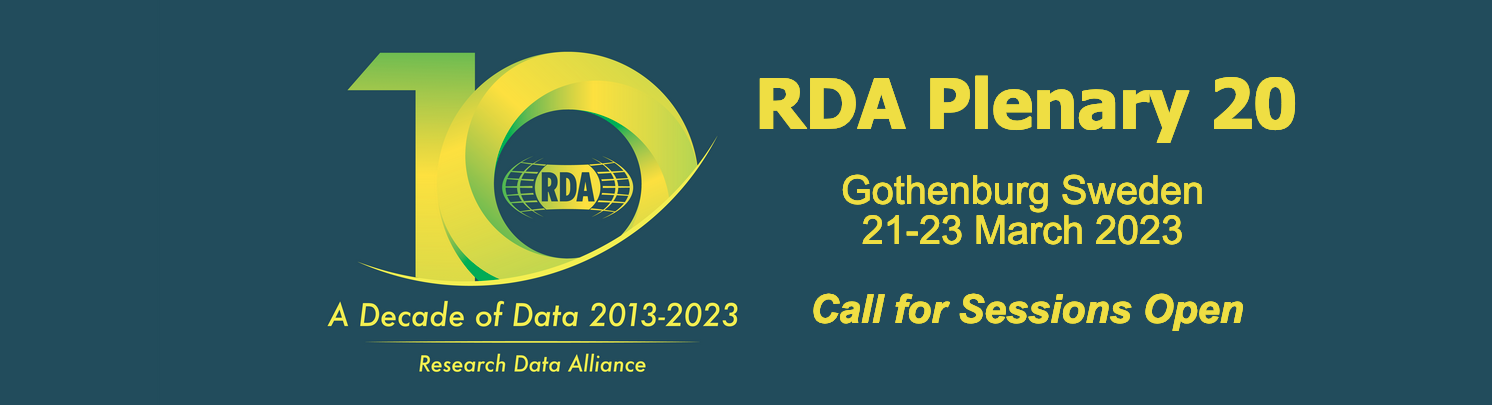 10
RDA
A Decade of Data 2013-2023
Research Data Alliance
RDA Plenary 20
Gothenburg Sweden
21-23 March 2023
Call for Sessions Open